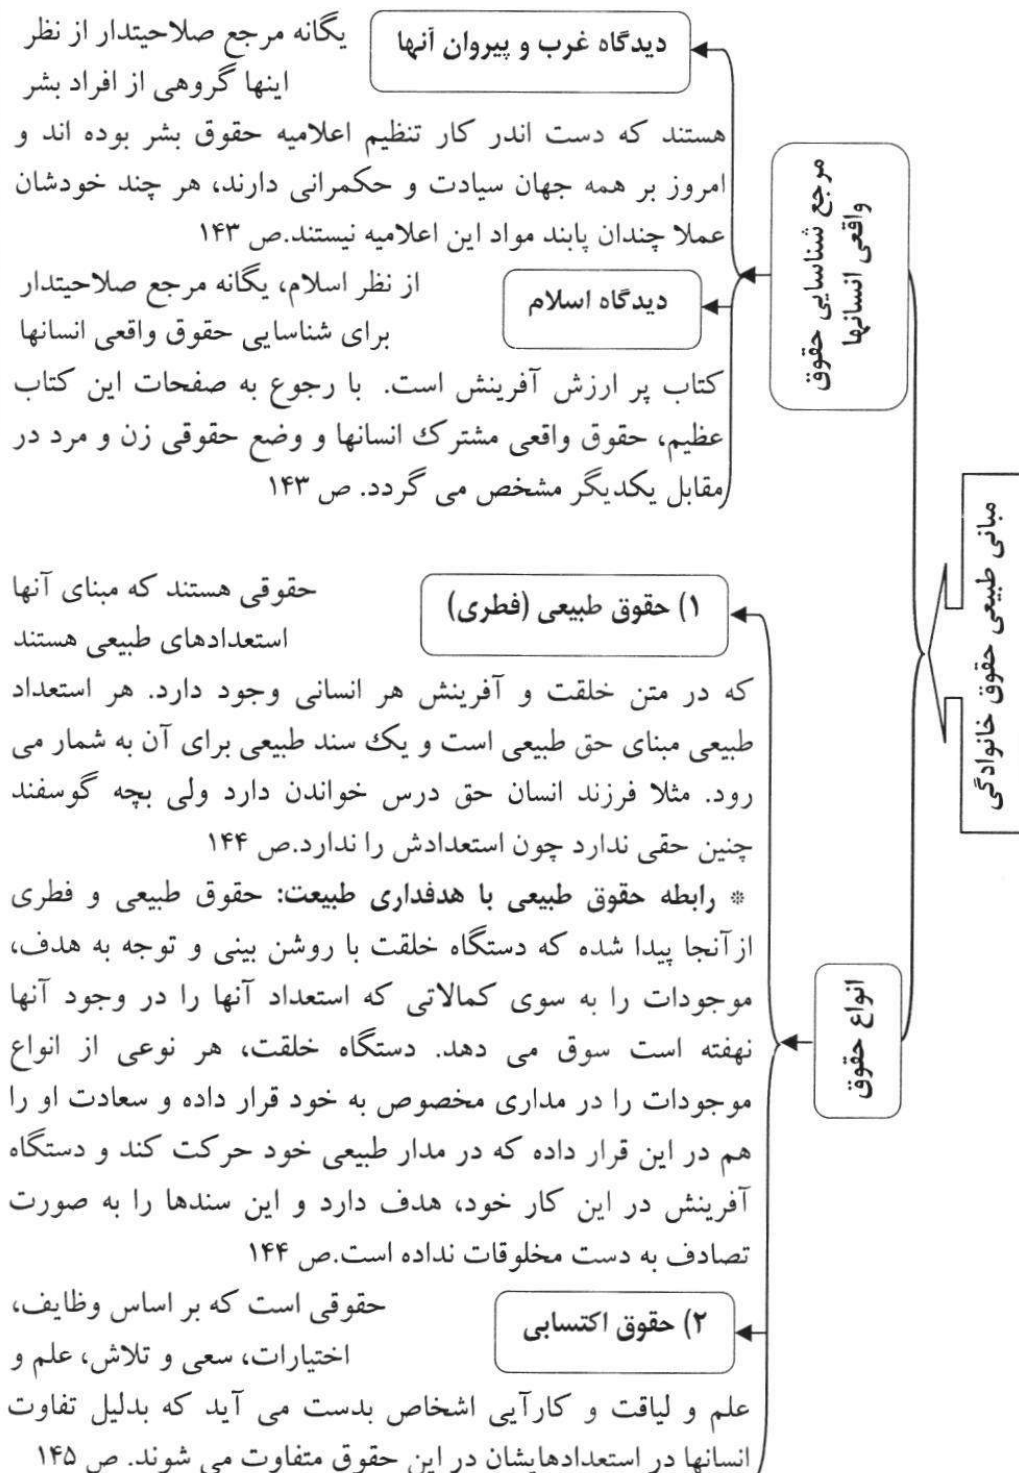 مبانی طبیعی حقوق خانوادگی
مرجع شناسایی حقوق
واقعی انسانها
دیدگاه غرب و پیروان آنها
یگانه مرجع صلاحیتدار از نظر
اینها گروهی از افراد بشر
هستند که دست اندر کار تنظیم اعلامیه حقوق بشر بوده اند و
امروز بر همه جهان سیادت و حکمرانی دارند، هر چند خودشان
عملا چندان پابند مواد این اعلامیه نیستند.ص ۱۴۳
دیدگاه اسلام
از نظر اسلام، یگانه مرجع صلاحیتدار
برای شناسایی حقوق واقعی انسانها
کتاب پر ارزش آفرینش است. با رجوع به صفحات این کتاب
عظیم، حقوق واقعی مشترک انسانها و وضع حقوقی زن و مرد در
مقابل یکدیگر مشخص می گردد. ص ۱۴۳
انواع حقوق
۱) حقوق طبیعی (فطری)
حقوقی هستند که مبنای آنها
استعدادهای طبیعی هستند
که در متن خلقت و آفرینش هر انسانی وجود دارد. هر استعداد
طبیعی مبنای حق طبیعی است و یک سند طبیعی برای آن به شمار می
رود. مثلا فرزند انسان حق درس خواندن دارد ولی بچه گوسفند
چنین حقی ندارد چون استعدادش را ندارد.ص ۱۴۴
* رابطه حقوق طبیعی با هدفداری طبیعت: حقوق طبیعی و فطری
از آنجا پیدا شده که دستگاه خلقت با روشن بینی و توجه به هدف،
موجودات را به سوی کمالاتی که استعداد آنها را در وجود آنها
نهفته است سوق می دهد. دستگاه خلقت، هر نوعی از انواع
موجودات را در مداری مخصوص به خود قرار داده و سعادت او را
هم در این قرار داده که در مدار طبیعی خود حرکت کند و دستگاه
آفرینش در این کار خود، هدف دارد و این سندها را به صورت
تصادف به دست مخلوقات نداده است.ص ۱۴۴
۲) حقوق اکتسابی
حقوقی است که بر اساس وظایف،
اختیارات، سعی و تلاش، علم و
علم و لیاقت و کارآیی اشخاص بدست می آید که بدلیل تفاوت
انسانها در استعدادهایشان در این حقوق متفاوت می شوند. ص ۱۴۵